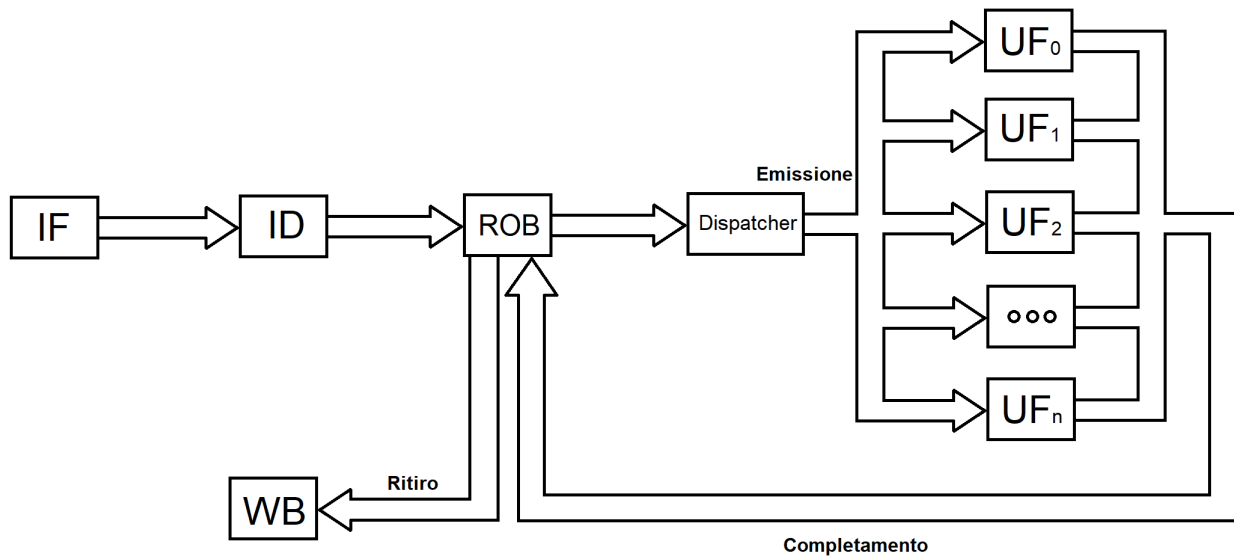 UF₀
UF₁
Emissione
IF
ID
ROB
Dispatcher
UF₂
UFₙ
Ritiro
WB
Completamento